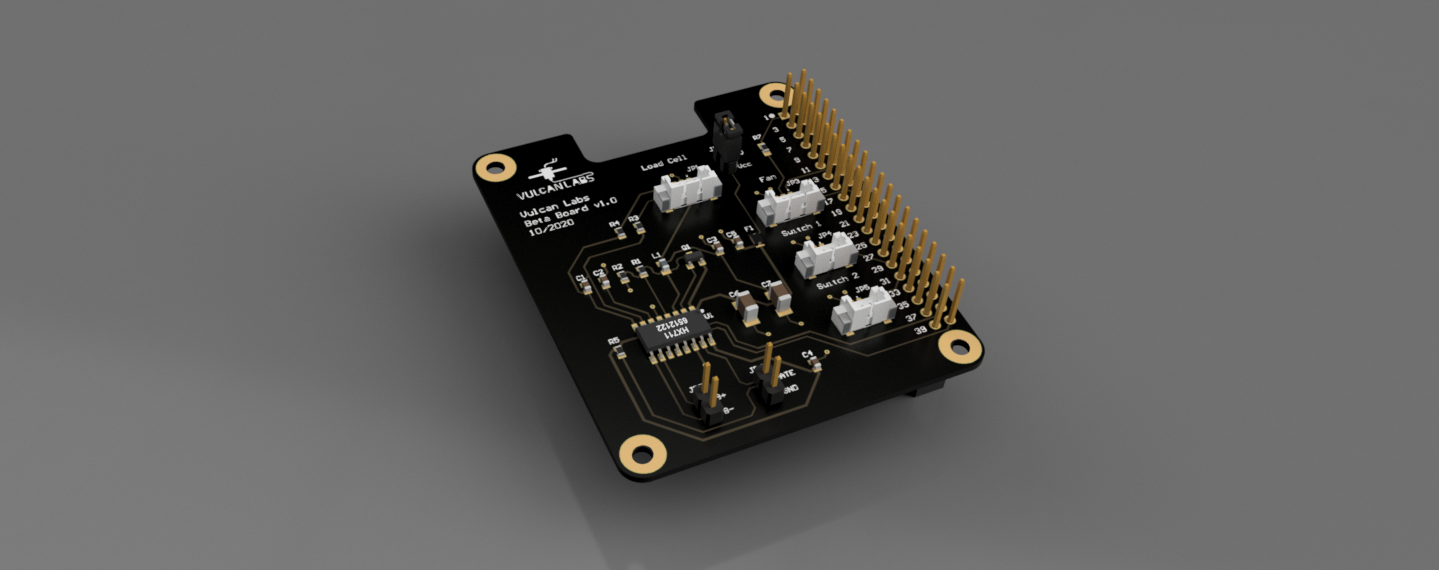 VULCANLABS
Vulcan Labs
Beta Board v1.0
10/2020
Load Cell
Vcc
R7
Fan
JP3
Switch 1
JP4
Switch 2
JP5
1
3
5
7
9
11
13
15
17
19
21
23
25
27
29
31
33
35
37
39
R4
R3
C1
C2
R2
R1
L1
Q1
C3
C5
F1
C6
C7
HX711
6512122
U1
R5
C4
GND
B-